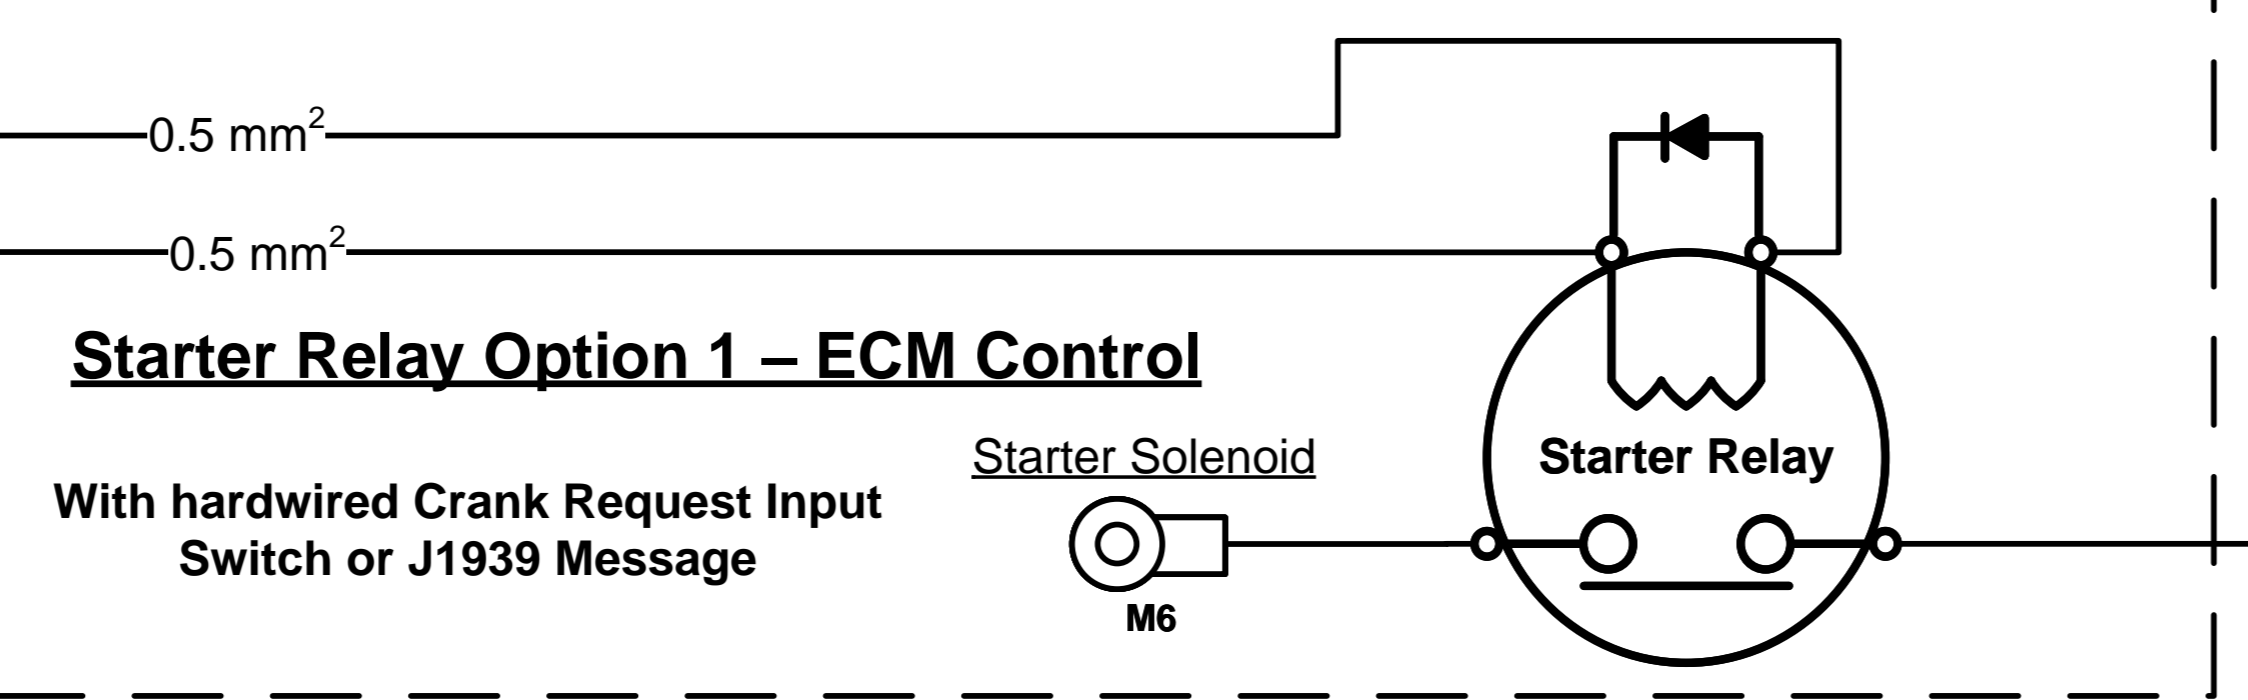 0.5 mm²
0.5 mm²
Starter Relay Option 1 – ECM Control
With hardwired Crank Request Input
Switch or J1939 Message
Starter Solenoid
M6
Starter Relay